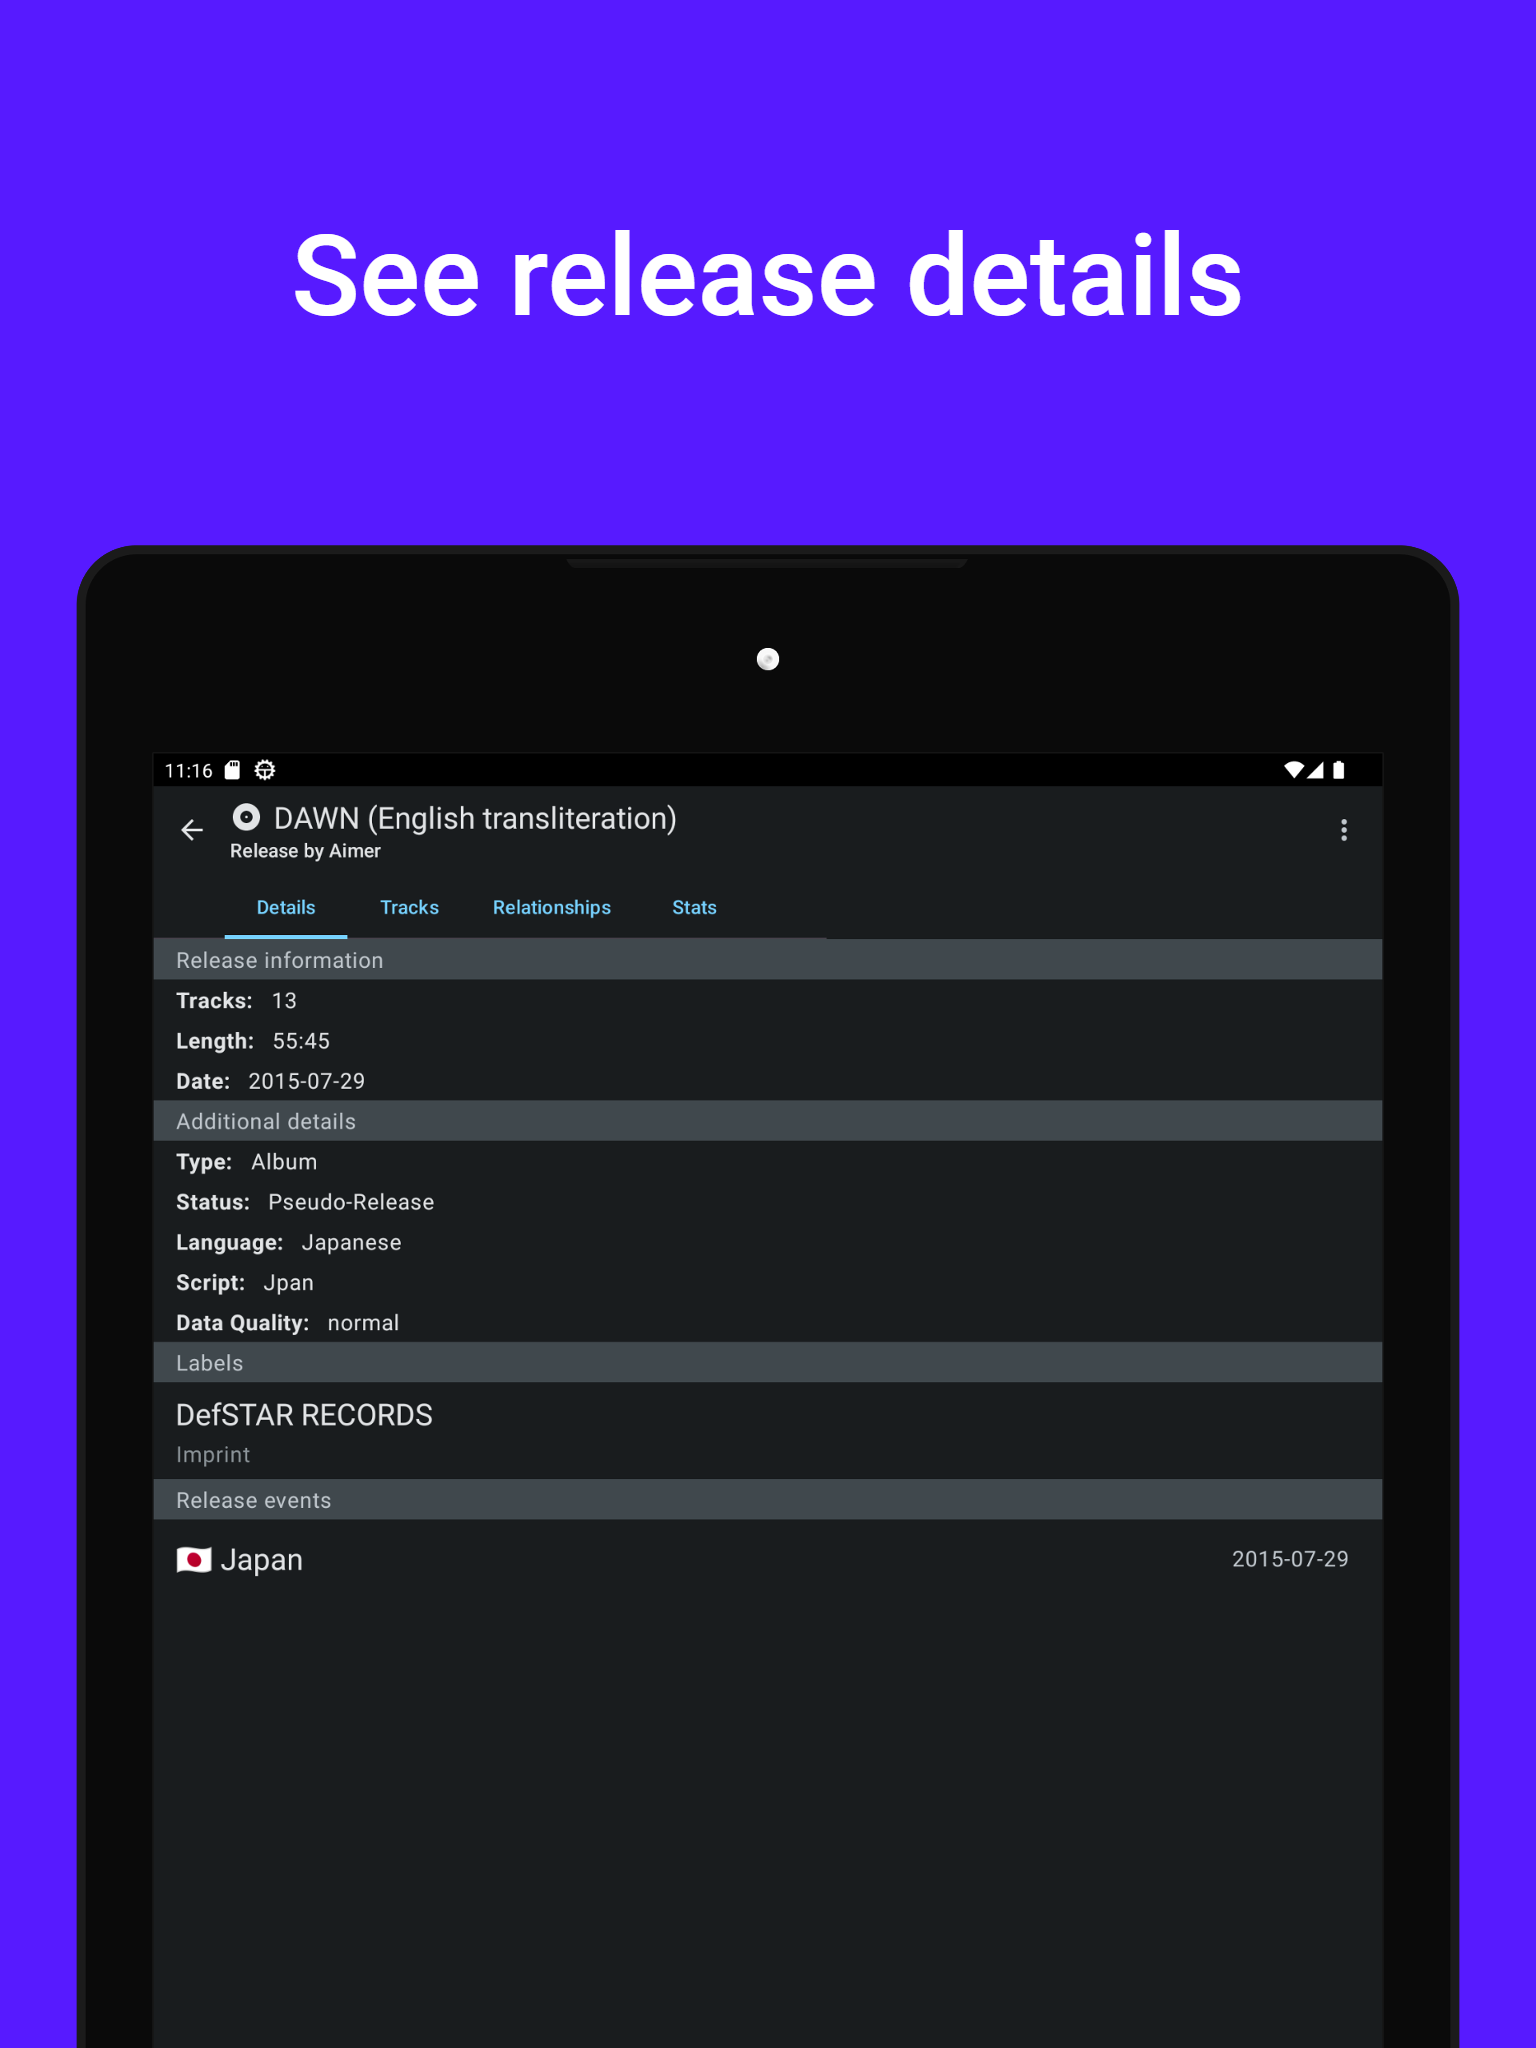 See release details
11:16
DAWN (English transliteration)
Release by Aimer
Details Tracks Relationships Stats
Release information
Tracks: 13
Length: 55:45
Date: 2015-07-29
Additional details
Type: Album
Status: Pseudo-Release
Language: Japanese
Script: Jpan
Data Quality: normal
Labels
DefSTAR RECORDS
Imprint
Release events
🇯🇵 Japan 2015-07-29